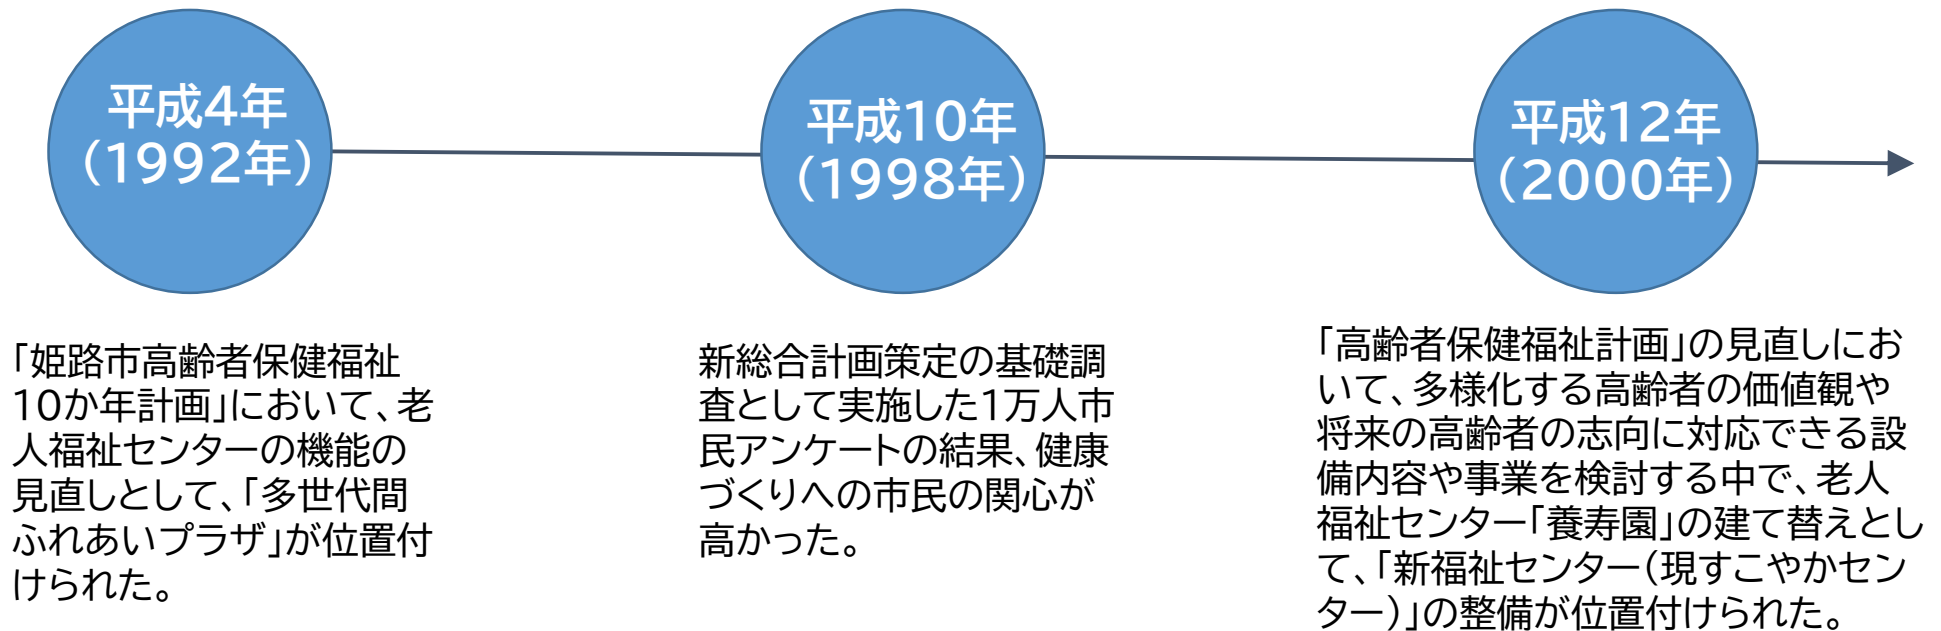 平成4年
(1992年)
「姫路市高齢者保健福祉
10か年計画」において、老
人福祉センターの機能の
見直しとして、「多世代間
ふれあいプラザ」が位置付
けられた。
平成10年
(1998年)
新総合計画策定の基礎調
査として実施した1万人市
民アンケートの結果、健康
づくりへの市民の関心が
高かった。
平成12年
(2000年)
「高齢者保健福祉計画」の見直しにお
いて、多様化する高齢者の価値観や
将来の高齢者の志向に対応できる設
備内容や事業を検討する中で、老人
福祉センター「養寿園」の建て替えとし
て、「新福祉センター(現すこやかセン
ター)」の整備が位置付けられた。